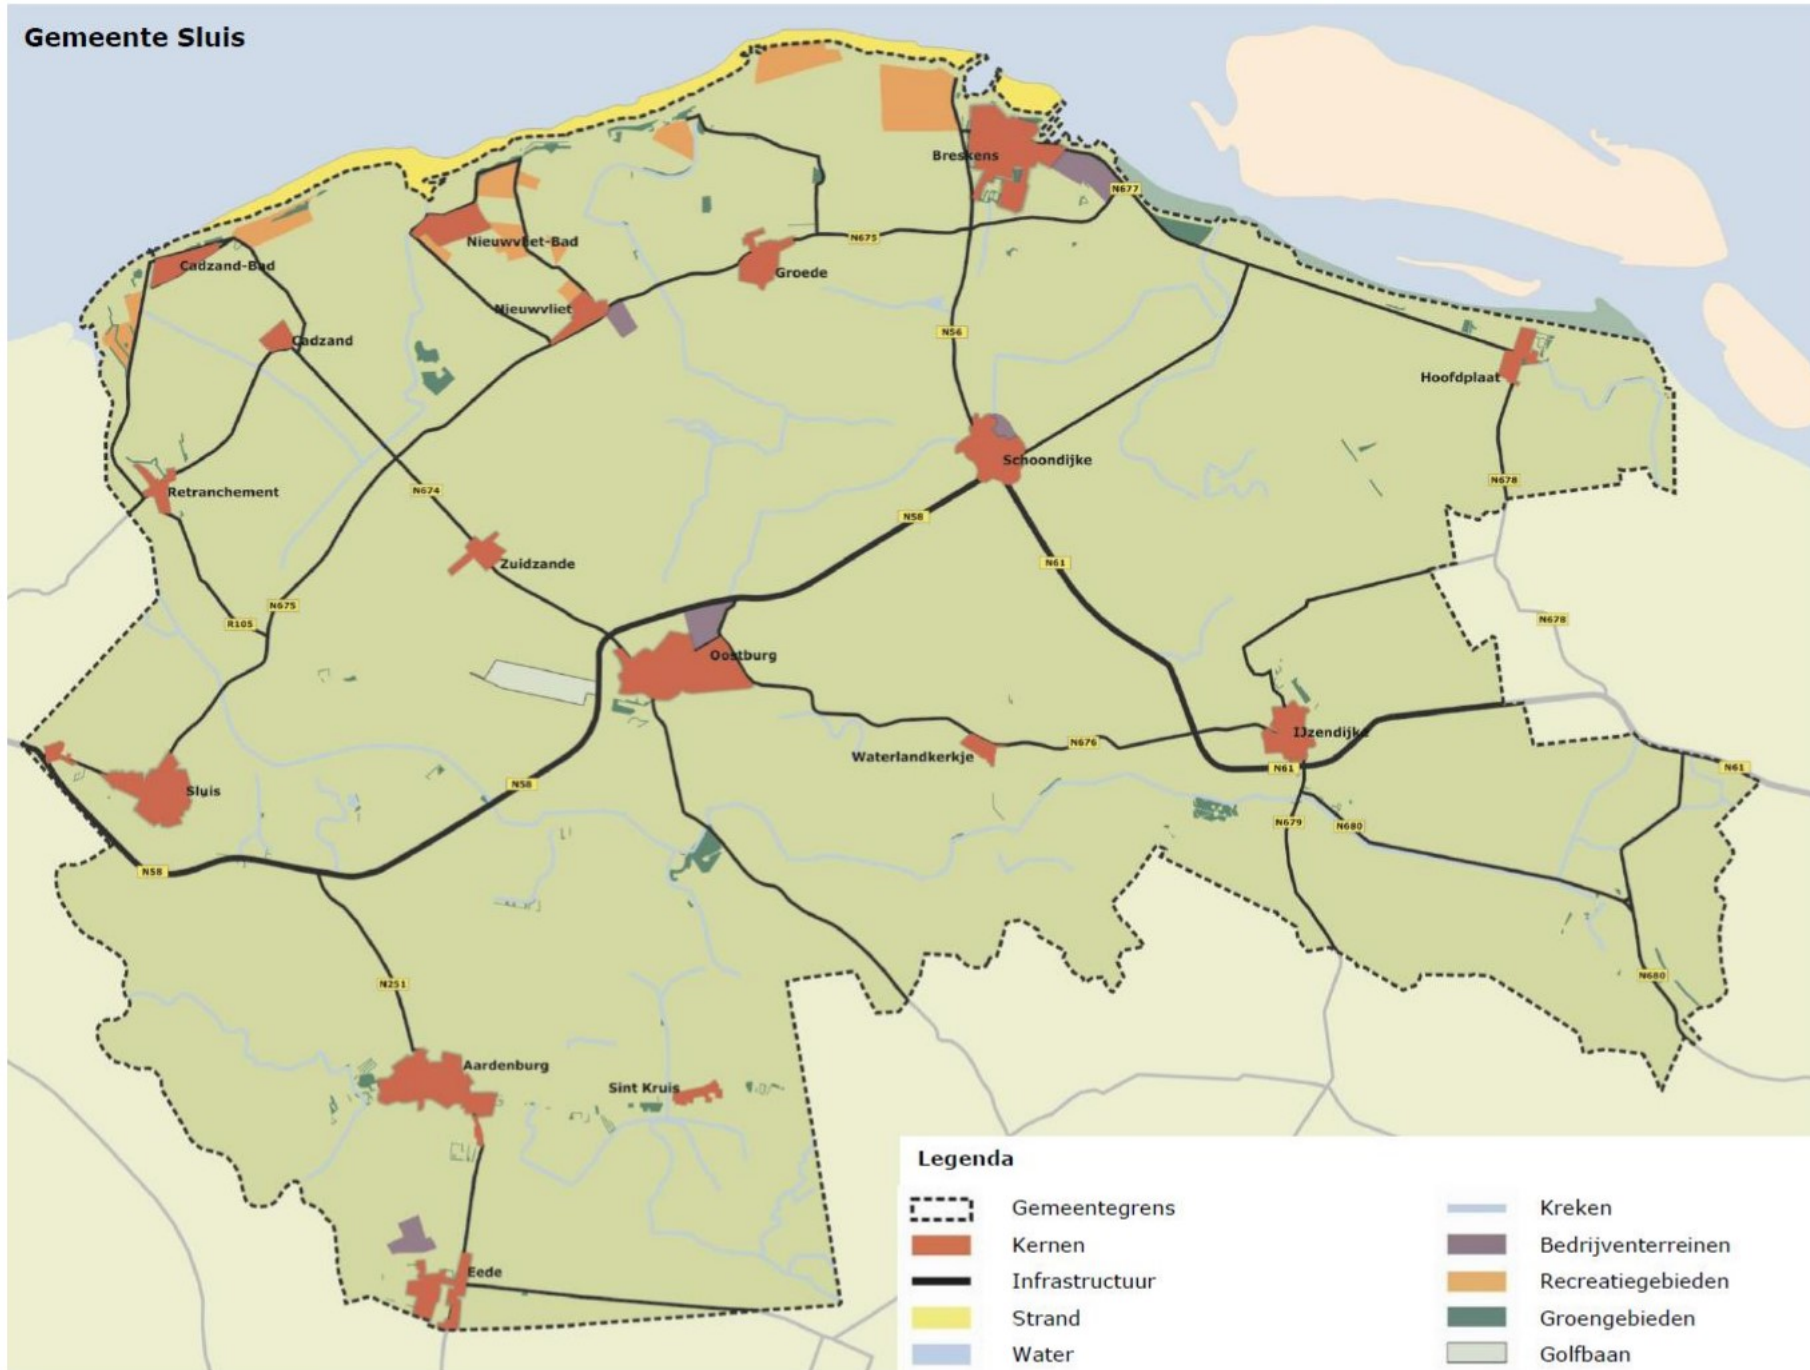 Gemeente Sluis
Breskens
N677
Nieuwvliet-Bad
N675
Cadzand-Bad
Groede
Nieuwvliet
N56
Cadzand
Hoofdplaat
Schoondijke
N678
Retranchement
N674
N58
Zuidzande
N61
N675
R105
N678
Oostburg
IJzendijke
N676
Waterlandkerkje
N61
N61
Sluis
N58
N679
N680
N58
N680
N251
Aardenburg
Sint Kruis
Eede
Legenda
Gemeentegrens
Kernen
Infrastructuur
Strand
Water
Kreken
Bedrijventerreinen
Recreatiegebieden
Groengebieden
Golfbaan